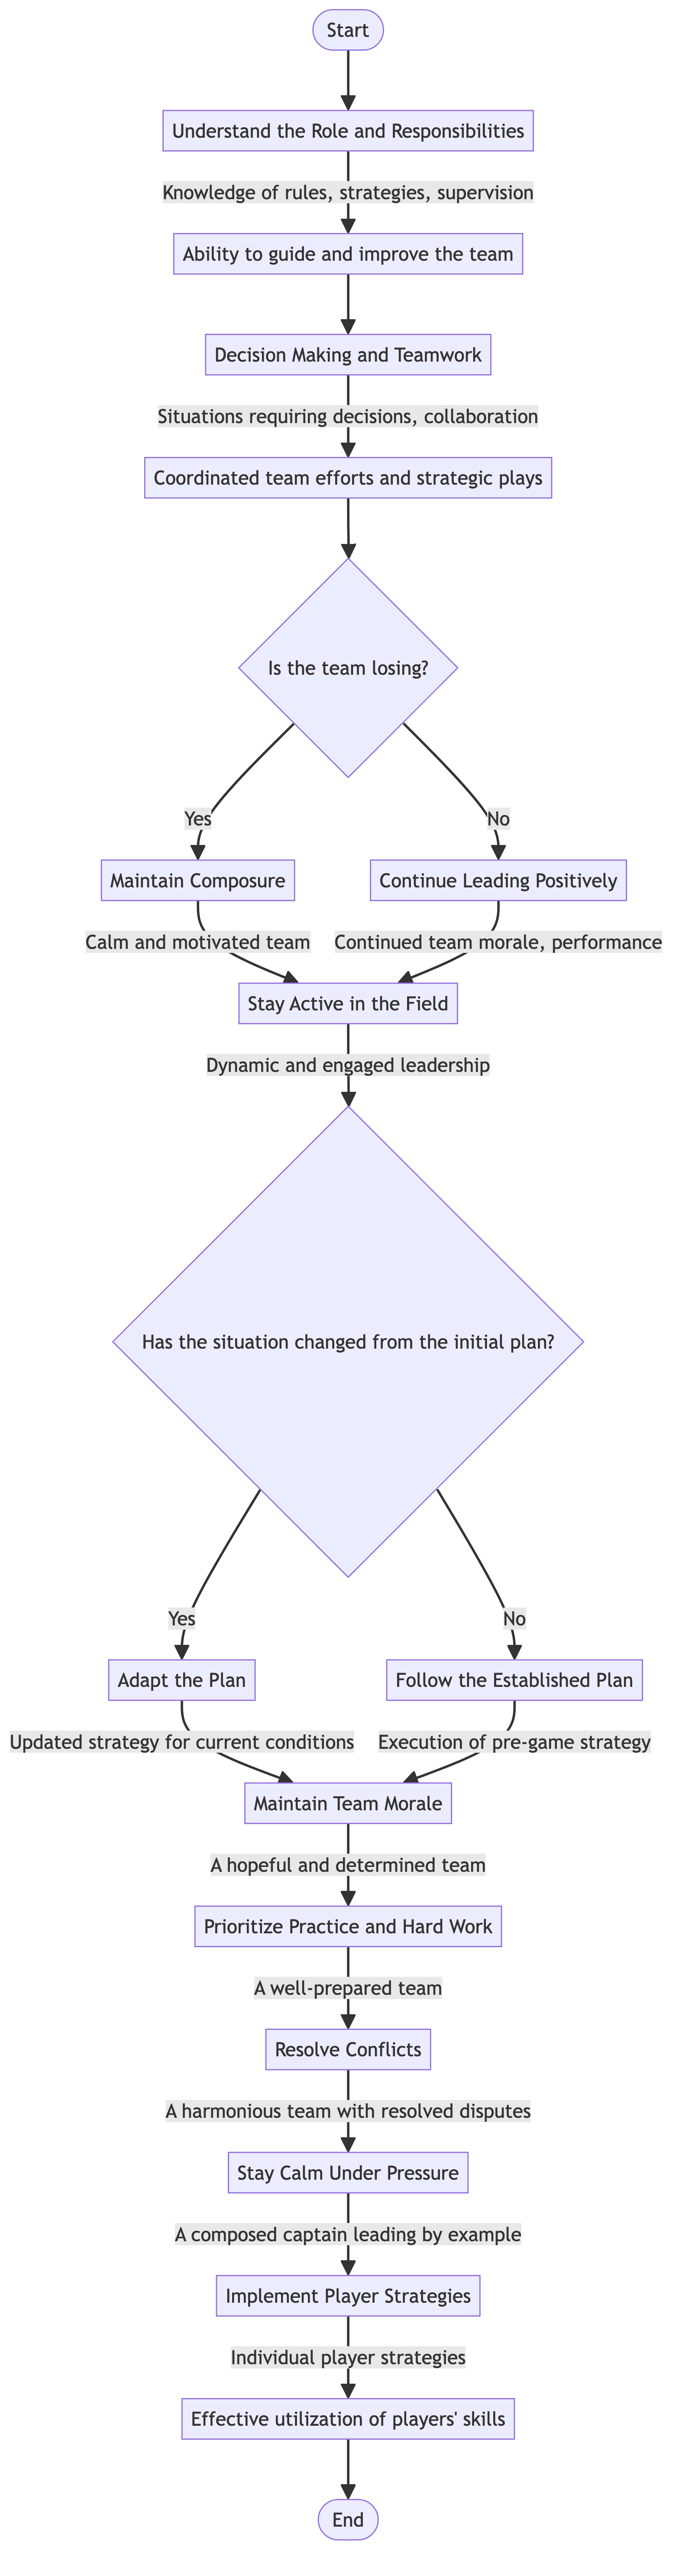 Start
Understand the Role and Responsibilities
Knowledge of rules, strategies, supervision
Ability to guide and improve the team
Decision Making and Teamwork
Situations requiring decisions, collaboration
Coordinated team efforts and strategic plays
Is the team losing?
Yes
No
Maintain Composure
Continue Leading Positively
Calm and motivated team
Continued team morale, performance
Stay Active in the Field
Dynamic and engaged leadership
Has the situation changed from the initial plan?
Yes
No
Adapt the Plan
Follow the Established Plan
Updated strategy for current conditions
Execution of pre-game strategy
Maintain Team Morale
A hopeful and determined team
Prioritize Practice and Hard Work
A well-prepared team
Resolve Conflicts
A harmonious team with resolved disputes
Stay Calm Under Pressure
A composed captain leading by example
Implement Player Strategies
Individual player strategies
Effective utilization of players' skills
End